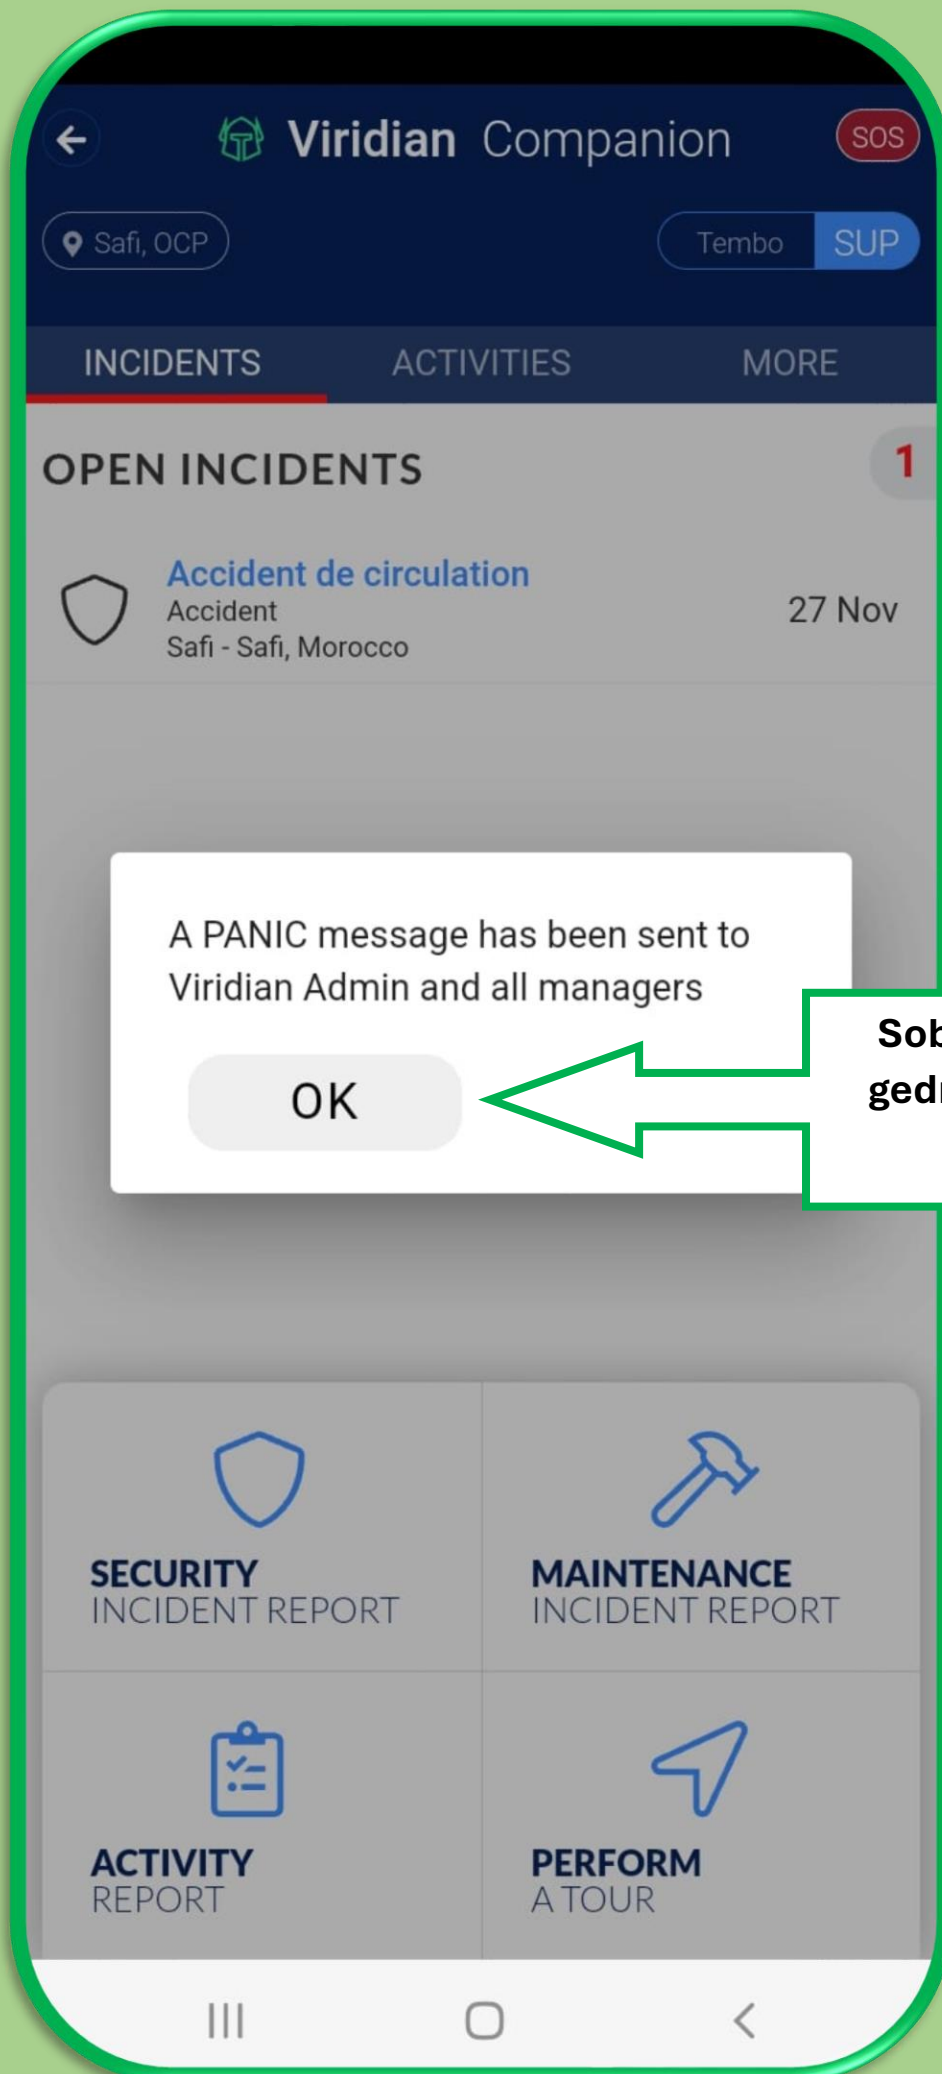 Viridian Companion
SOS
Safi, OCP
Tembo SUP
INCIDENTS ACTIVITIES MORE
OPEN INCIDENTS 1
Accident de circulation
Accident
27 Nov
Safi - Safi, Morocco
A PANIC message has been sent to
Viridian Admin and all managers
OK
SECURITY
INCIDENT REPORT
MAINTENANCE
INCIDENT REPORT
ACTIVITY
REPORT
PERFORM
A TOUR